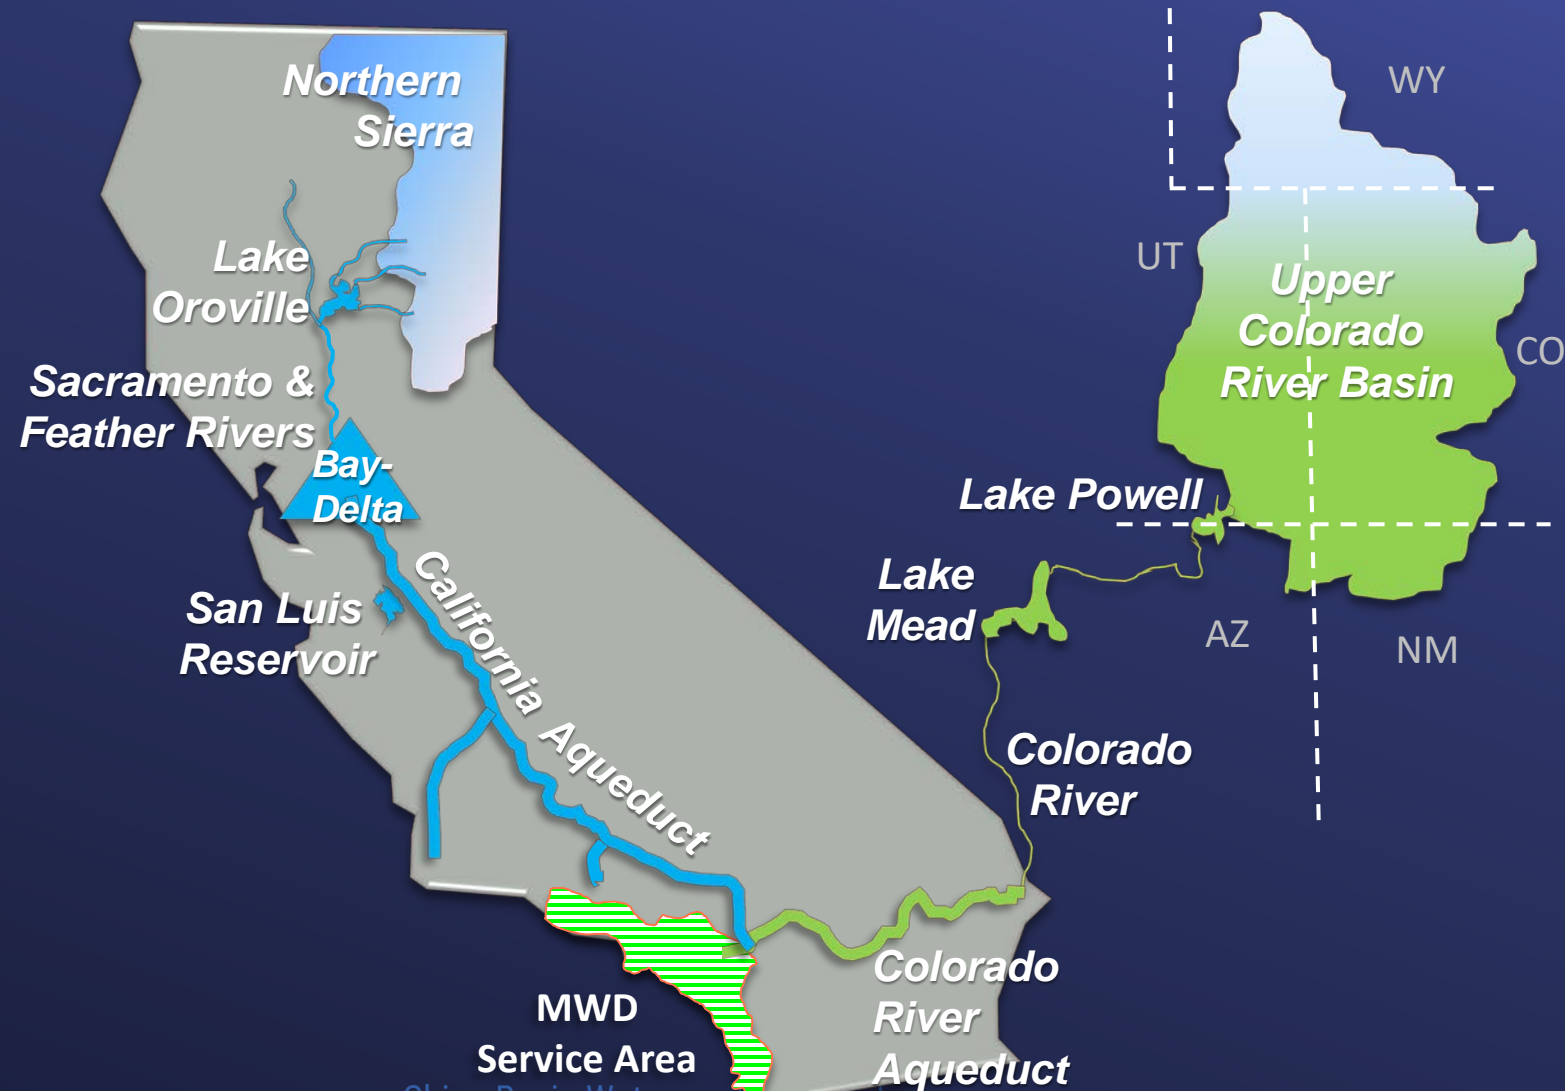 Northern
Sierra
WY
Lake
Oroville
UT
Upper
Colorado
River Basin
CO
Sacramento &
Feather Rivers
Bay-
Delta
Lake Powell
Lake
Mead
San Luis
Reservoir
AZ
NM
California Aqueduct
Colorado
River
Colorado
River
Aqueduct
MWD
Service Area